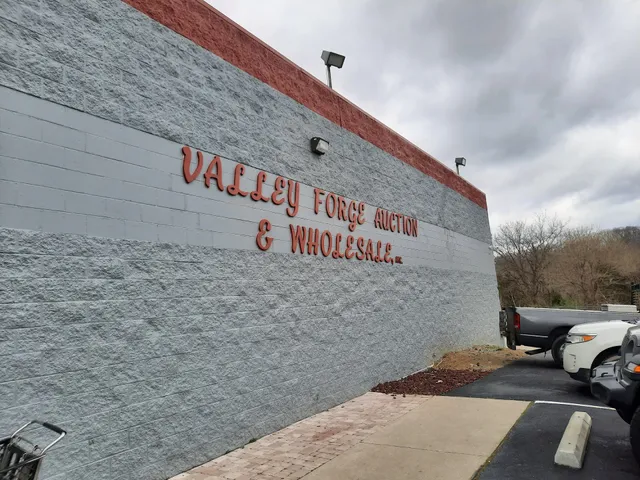 VALLEY FORGE AUCTION
& WHOLESALE, INC.